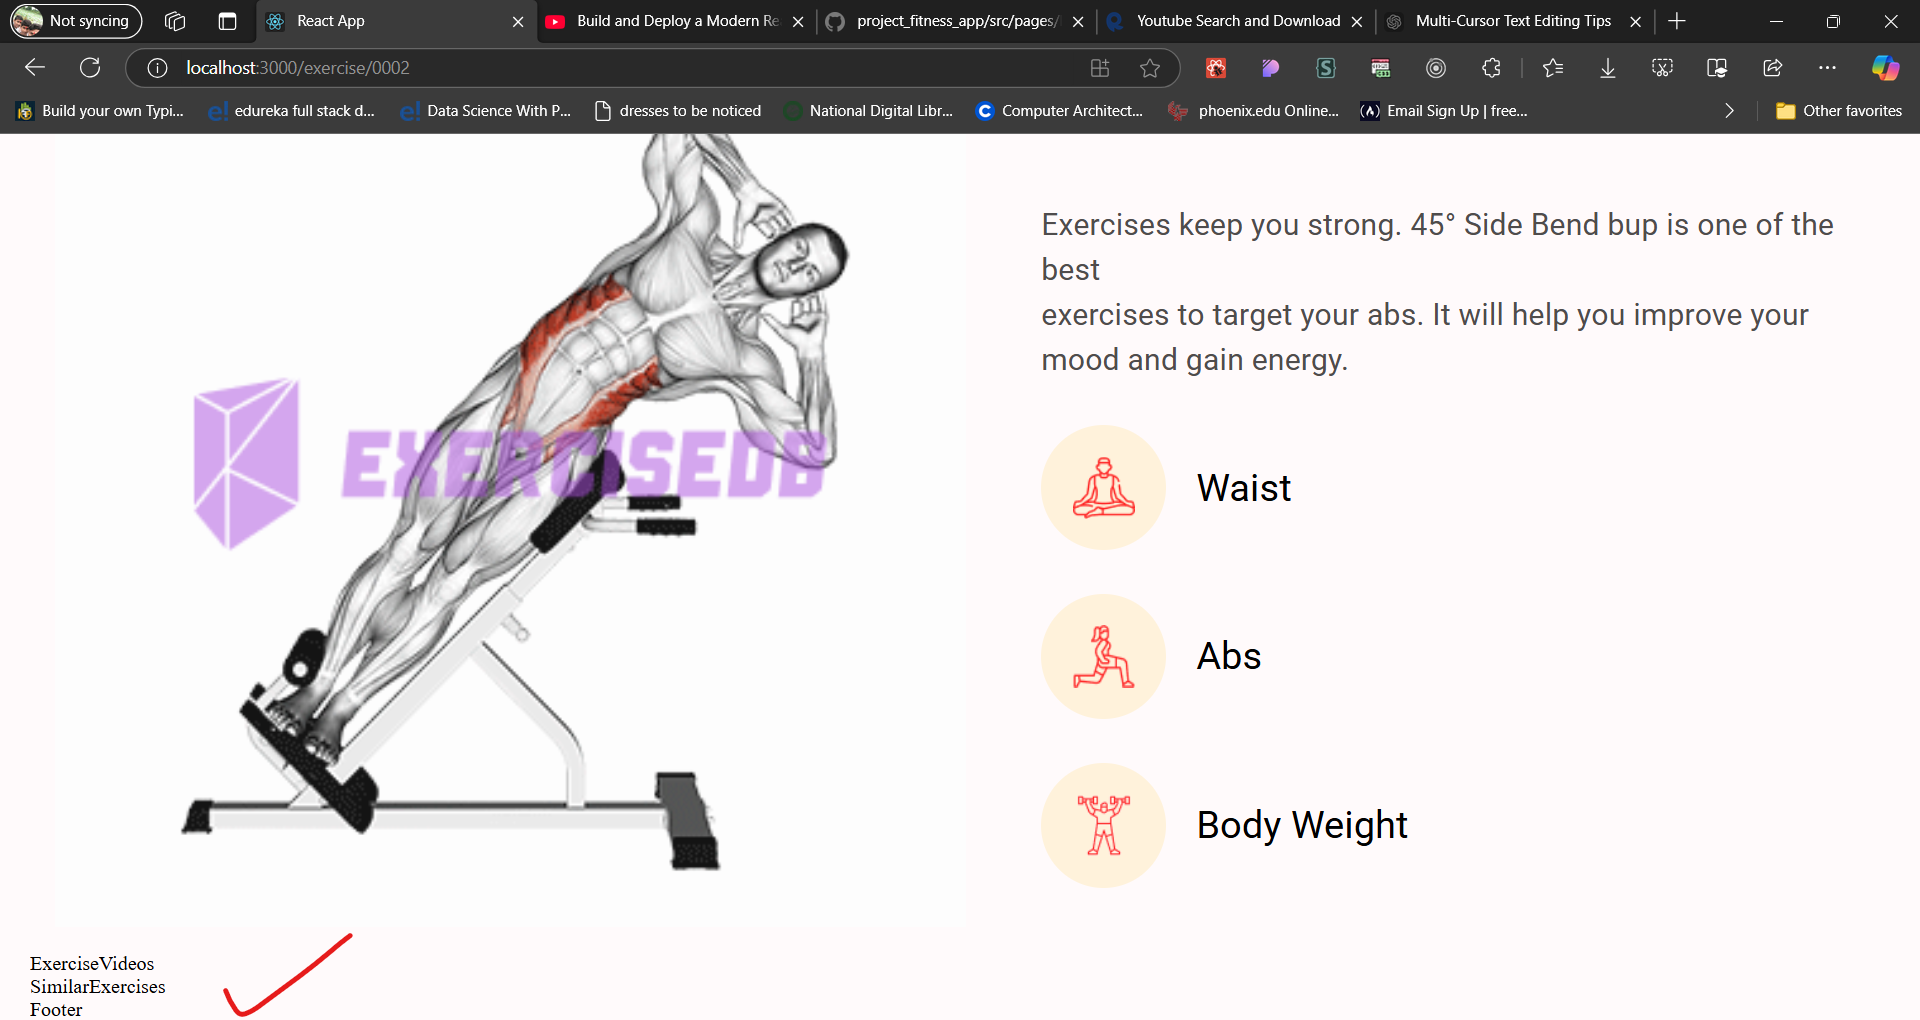 Not syncing
React App
Build and Deploy a Modern Re
project_fitness_app/src/pages/
Youtube Search and Download
Multi-Cursor Text Editing Tips
localhost:3000/exercise/0002
Build your own Typi...
edureka full stack d...
Data Science With P...
dresses to be noticed
National Digital Libr...
Computer Architect...
phoenix.edu Online...
Email Sign Up | free...
Other favorites
EXERCISEDB
Exercises keep you strong. 45° Side Bend bup is one of the
best
exercises to target your abs. It will help you improve your
mood and gain energy.
Waist
Abs
Body Weight
ExerciseVideos
SimilarExercises
Footer